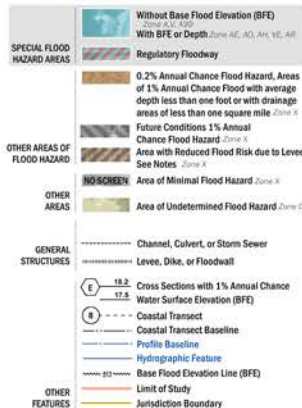 Without Base Flood Elevation (BFE)
Zone A,V, A99
With BFE or Depth Zone AE, AO, AH, VE, AR
SPECIAL FLOOD
HAZARD AREAS
Regulatory Floodway
0.2% Annual Chance Flood Hazard, Areas
of 1% Annual Chance Flood with average
depth less than one foot or with drainage
areas of less than one square mile Zone X
Future Conditions 1% Annual
Chance Flood Hazard Zone X
OTHER AREAS OF
FLOOD HAZARD
Area with Reduced Flood Risk due to Levee
See Notes Zone X
NO SCREEN Area of Minimal Flood Hazard Zone X
OTHER
AREAS
Area of Undetermined Flood Hazard Zone D
GENERAL
STRUCTURES
Channel, Culvert, or Storm Sewer
Levee, Dike, or Floodwall
E 18.2 Cross Sections with 1% Annual Chance
17.5 Water Surface Elevation (BFE)
8 Coastal Transect
Coastal Transect Baseline
Profile Baseline
Hydrographic Feature
513 Base Flood Elevation Line (BFE)
OTHER
FEATURES
Limit of Study
Jurisdiction Boundary